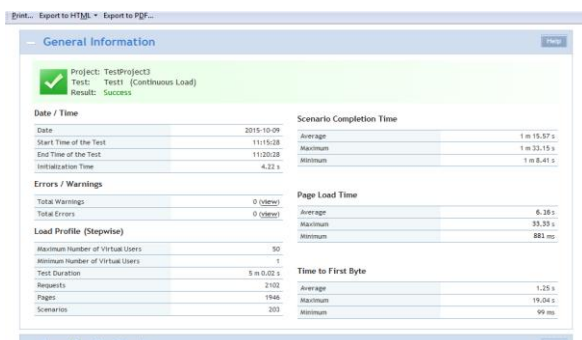 Print... Export to HTML Export to PDF...
General Information
Help
Project: TestProject3
Test: Test1 (Continuous Load)
Result: Success
Date / Time
Date 2015-10-09
Start Time of the Test 11:15:28
End Time of the Test 11:20:28
Initialization Time 4.22 s
Errors / Warnings
Total Warnings 0 (view)
Total Errors 0 (view)
Load Profile (Stepwise)
Maximum Number of Virtual Users 50
Minimum Number of Virtual Users 1
Test Duration 5 m 0.02 s
Requests 2102
Pages 1946
Scenarios 203
Scenario Completion Time
Average 1 m 15.57 s
Maximum 1 m 33.15 s
Minimum 1 m 8.41 s
Page Load Time
Average 6.16 s
Maximum 33.33 s
Minimum 881 ms
Time to First Byte
Average 1.25 s
Maximum 19.04 s
Minimum 99 ms